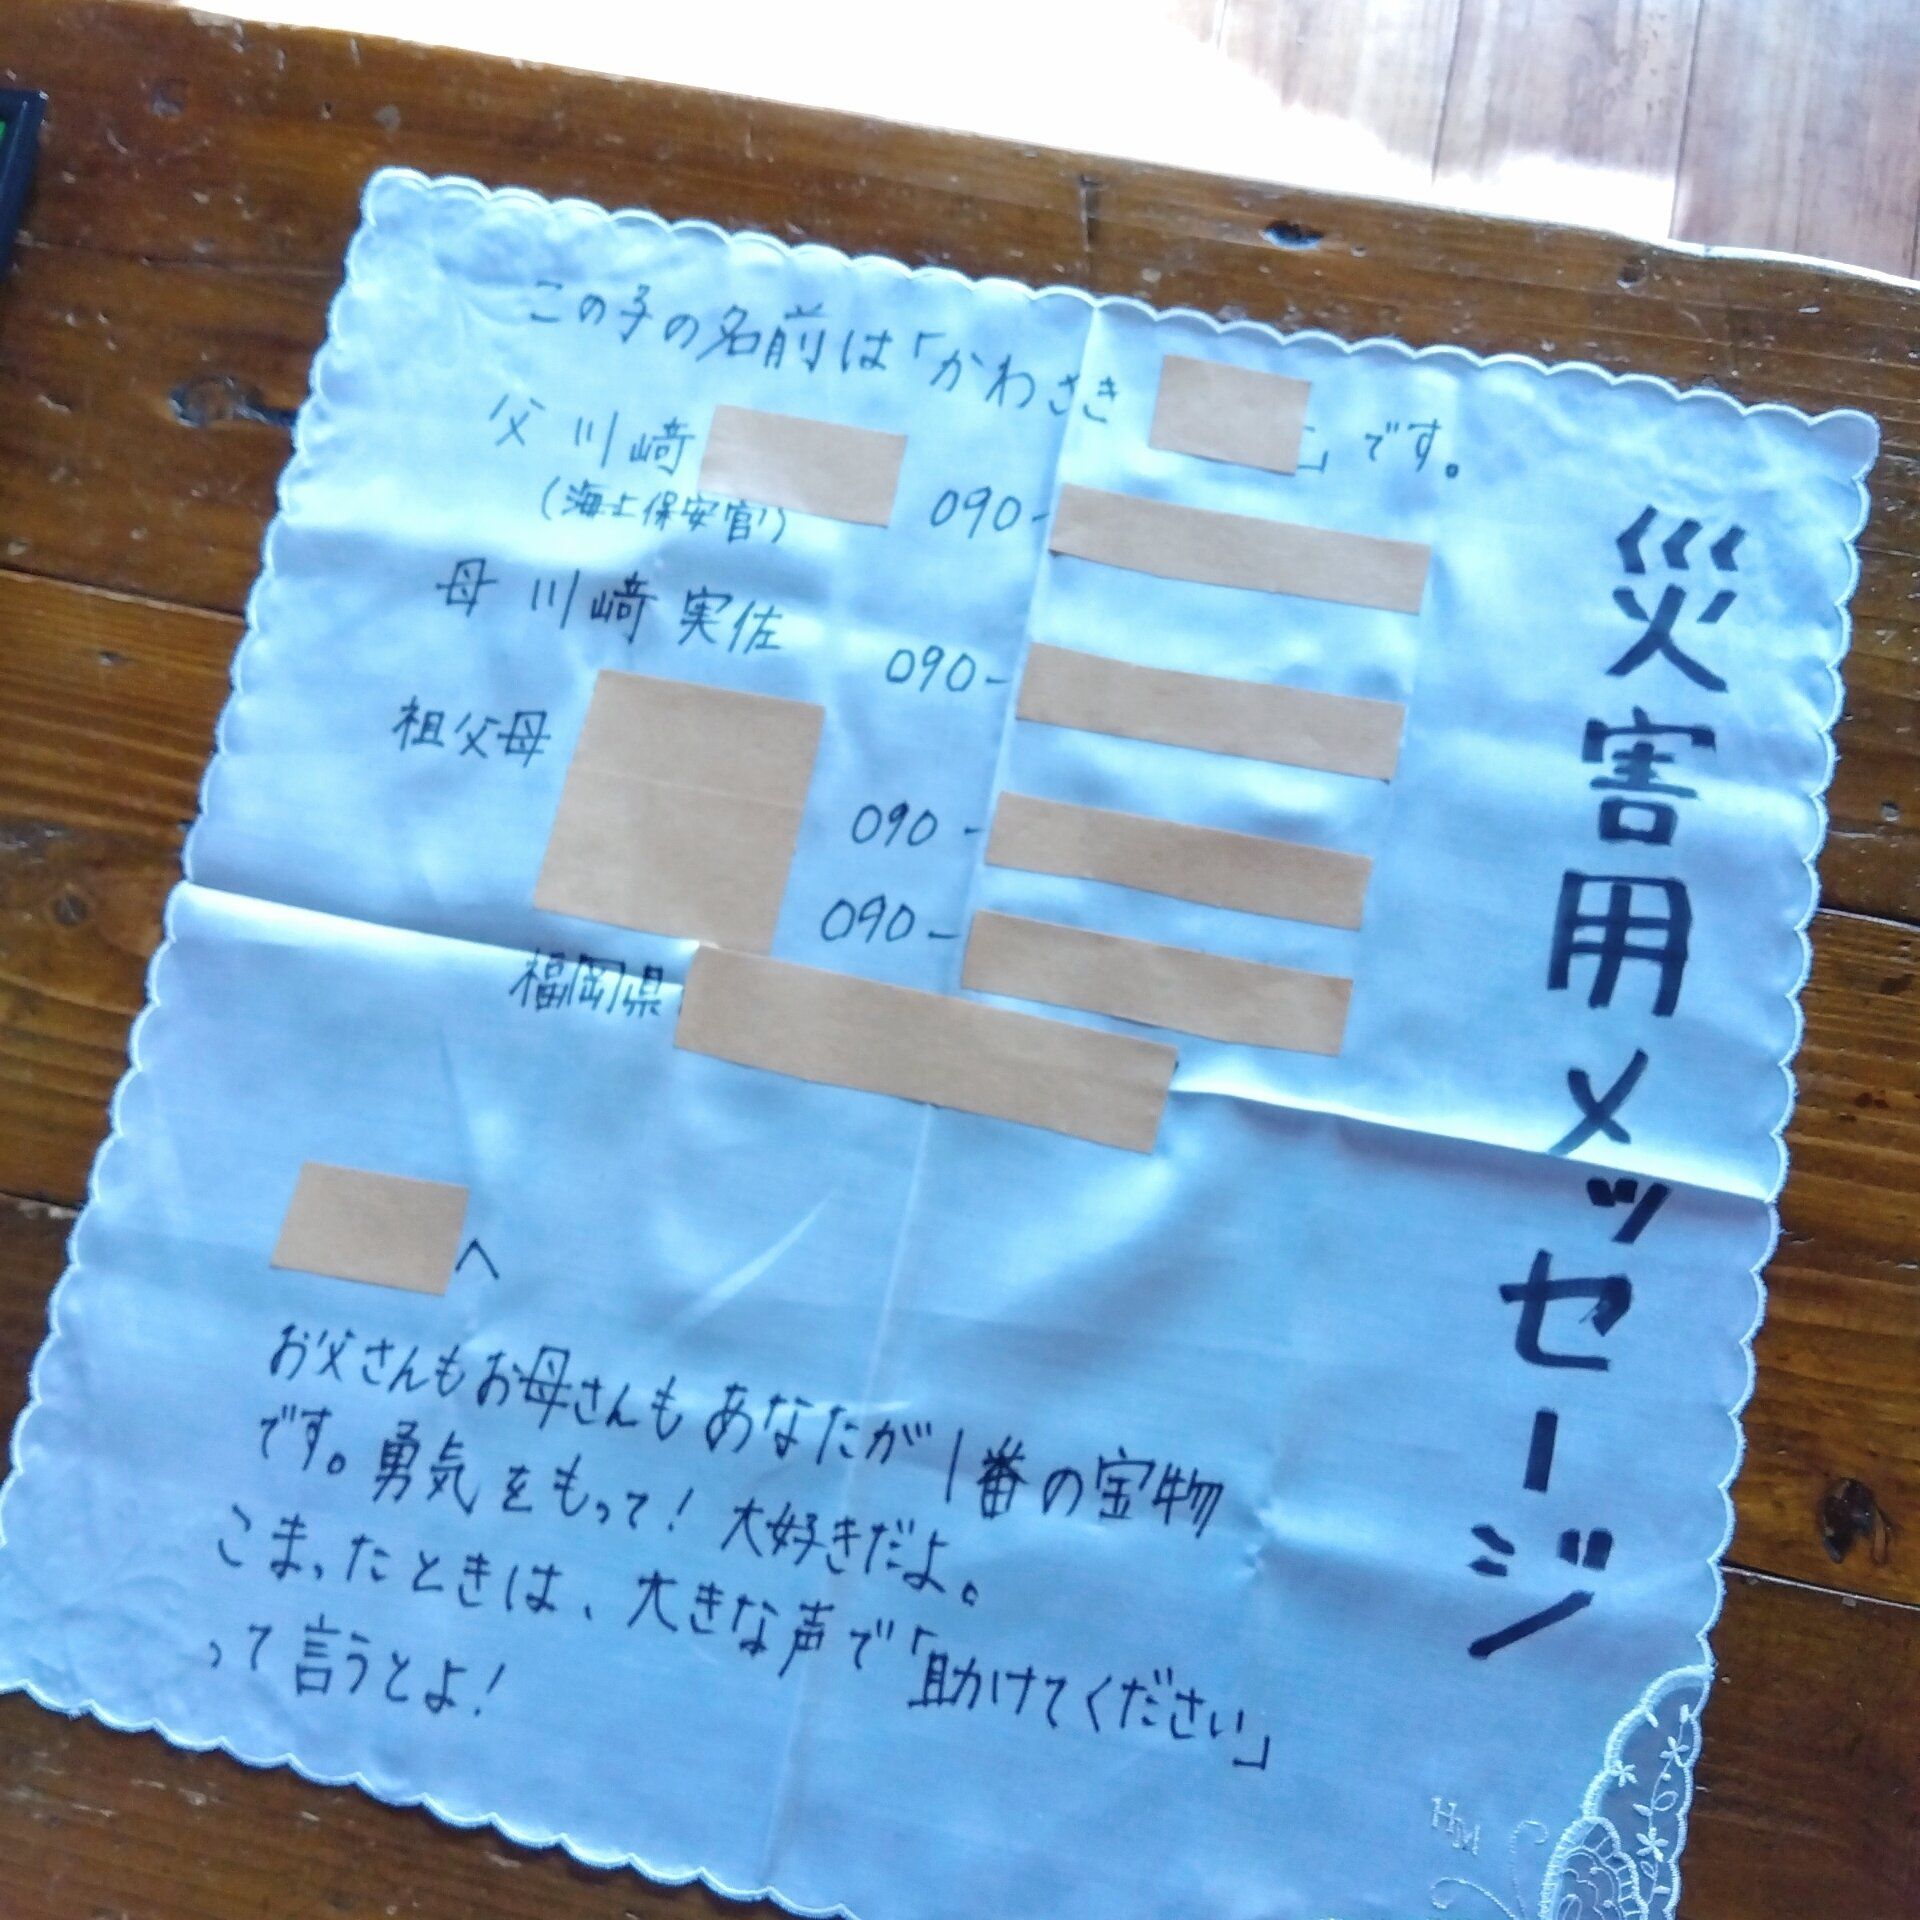 災害用メッセージ
この子の名前は「かわさき 」です。
父 川﨑 090-
(海上保安官)
母 川﨑 実佐 090-
祖父母
090-
090-
福岡県
へ
お父さんもお母さんもあなたが1番の宝物
です。勇気をもって！大好きだよ。
こまったときは、大きな声で「助けてください」
って言うとよ！
HM